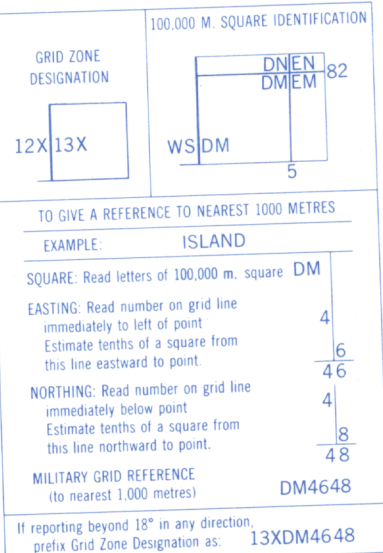 GRID ZONE
DESIGNATION
12X 13X
100,000 M. SQUARE IDENTIFICATION
DN EN
DM EM 82
WS DM
5
TO GIVE A REFERENCE TO NEAREST 1000 METRES
EXAMPLE: ISLAND
SQUARE: Read letters of 100,000 m. square DM
EASTING: Read number on grid line
immediately to left of point 4
Estimate tenths of a square from
this line eastward to point. 6
46
NORTHING: Read number on grid line
immediately below point 4
Estimate tenths of a square from
this line northward to point. 8
48
MILITARY GRID REFERENCE
(to nearest 1,000 metres) DM4648
If reporting beyond 18° in any direction,
prefix Grid Zone Designation as: 13XDM4648